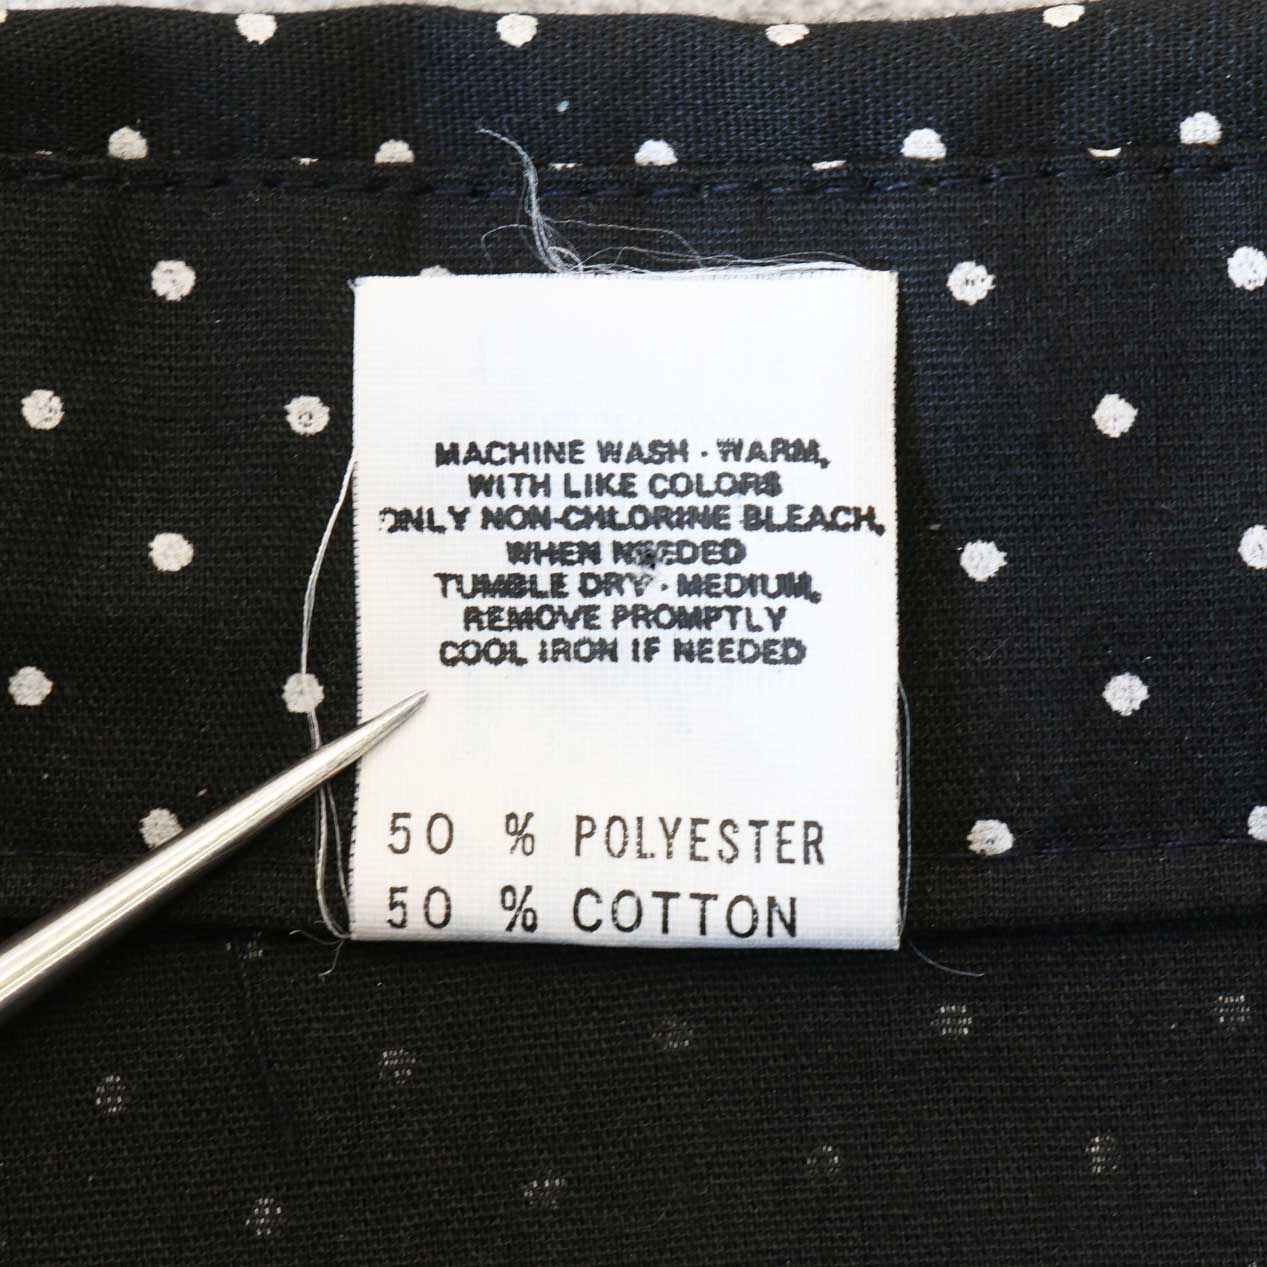 MACHINE WASH · WARM,
WITH LIKE COLORS
ONLY NON-CHLORINE BLEACH,
WHEN NEEDED
TUMBLE DRY · MEDIUM,
REMOVE PROMPTLY
COOL IRON IF NEEDED
50 % POLYESTER
50 % COTTON